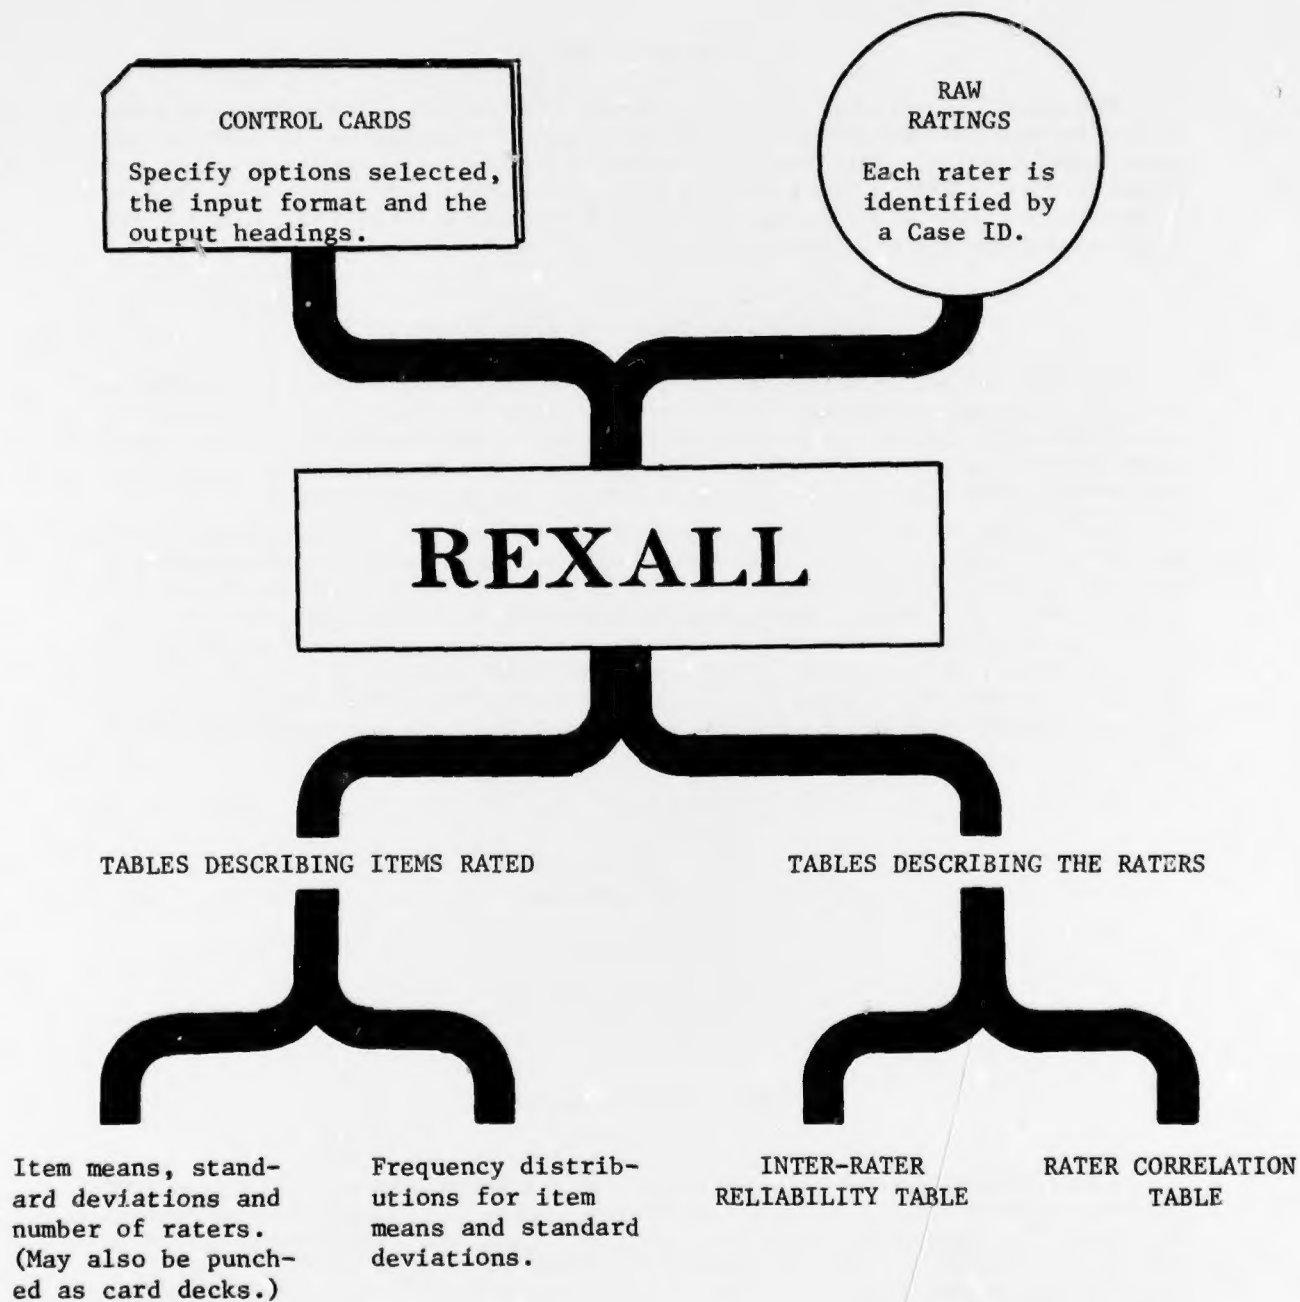 CONTROL CARDS
Specify options selected,
the input format and the
output headings.
RAW
RATINGS
Each rater is
identified by
a Case ID.
REXALL
TABLES DESCRIBING ITEMS RATED
TABLES DESCRIBING THE RATERS
Item means, stand-
ard deviations and
number of raters.
(May also be punch-
ed as card decks.)
Frequency distrib-
utions for item
means and standard
deviations.
INTER-RATER
RELIABILITY TABLE
RATER CORRELATION
TABLE